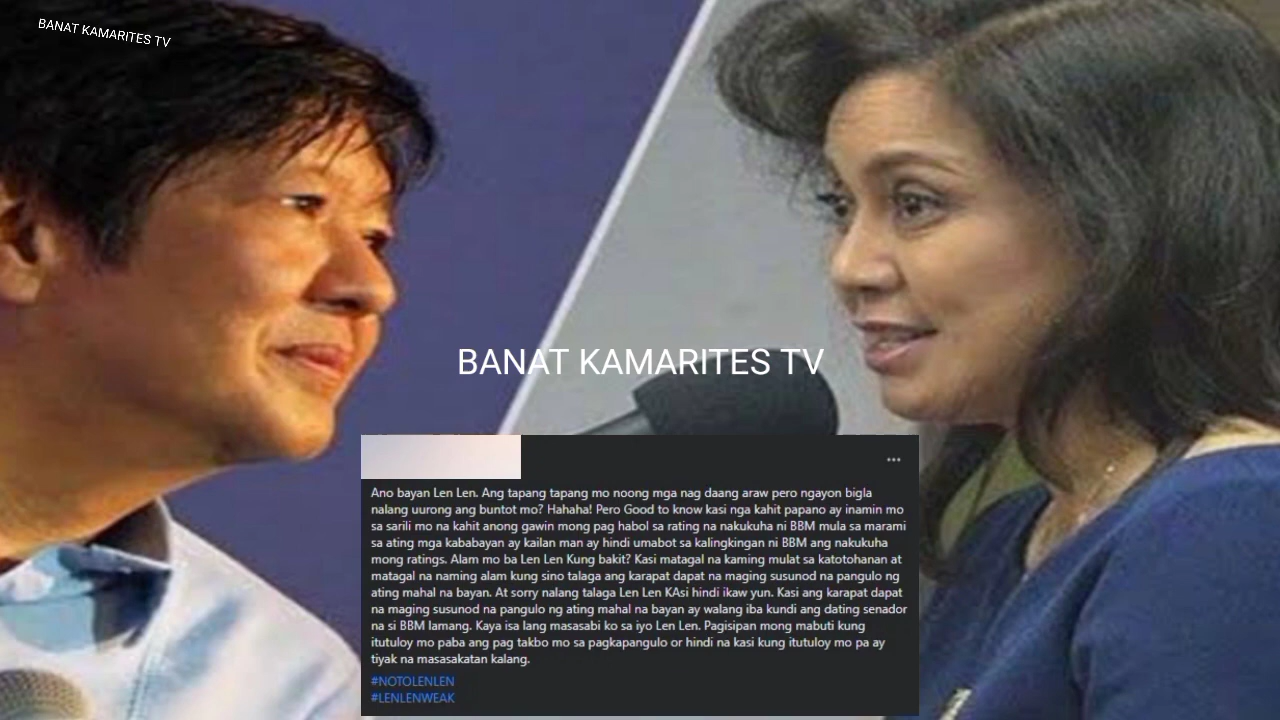 BANAT KAMARITES TV
BANAT KAMARITES TV
Ano bayan Len Len. Ang tapang tapang mo noong mga nag daang araw pero ngayon bigla
nalang uurong ang buntot mo? Hahaha! Pero Good to know kasi nga kahit papano ay inamin mo
sa sarili mo na kahit anong gawin mong pag habol sa rating na nakukuha ni BBM mula sa marami
sa ating mga kababayan ay kailan man ay hindi umabot sa kalingkingan ni BBM ang nakukuha
mong ratings. Alam mo ba Len Len Kung bakit? Kasi matagal na kaming mulat sa katotohanan at
matagal na naming alam kung sino talaga ang karapat dapat na maging susunod na pangulo ng
ating mahal na bayan. At sorry nalang talaga Len Len KAsi hindi ikaw yun. Kasi ang karapat dapat
na maging susunod na pangulo ng ating mahal na bayan ay walang iba kundi ang dating senador
na si BBM lamang. Kaya isa lang masasabi ko sa iyo Len Len. Pagisipan mong mabuti kung
itutuloy mo paba ang pag takbo mo sa pagkapangulo or hindi na kasi kung itutuloy mo pa ay
tiyak na masasakatan kalang.
#NOTOLENLEN
#LENLENWEAK